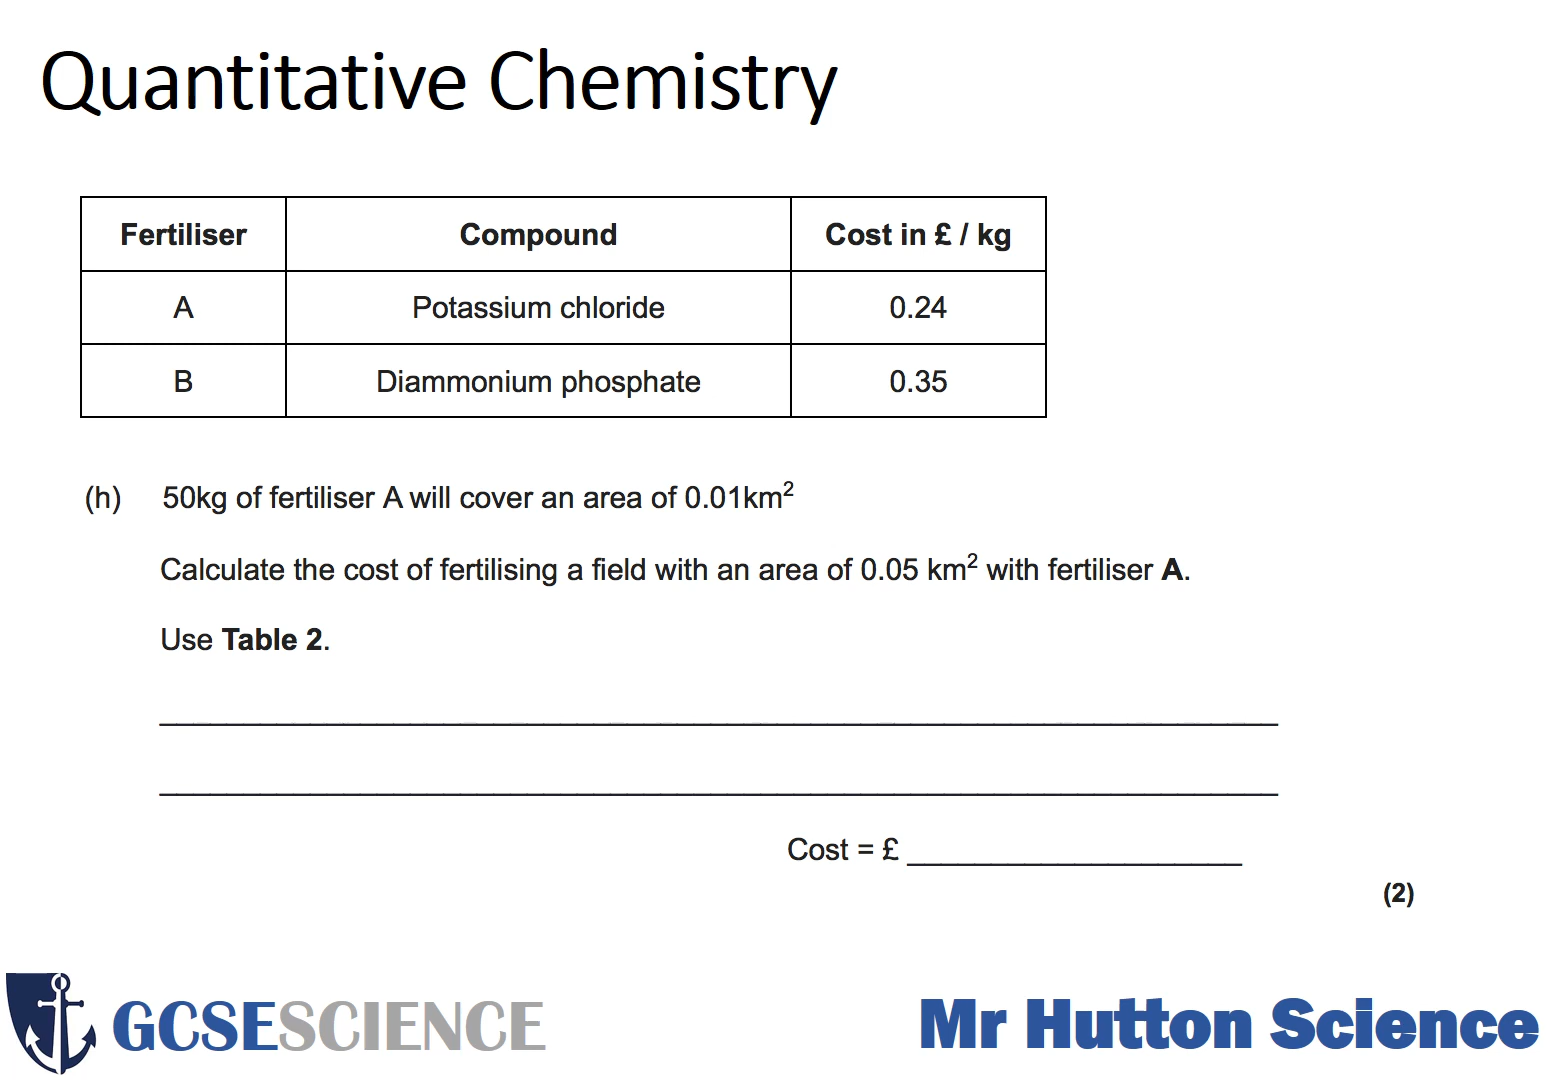 Quantitative Chemistry
Fertiliser Compound Cost in £ / kg
A Potassium chloride 0.24
B Diammonium phosphate 0.35
(h) 50kg of fertiliser A will cover an area of 0.01km²
Calculate the cost of fertilising a field with an area of 0.05 km² with fertiliser A.
Use Table 2.
Cost = £
(2)
GCSESCIENCE
Mr Hutton Science